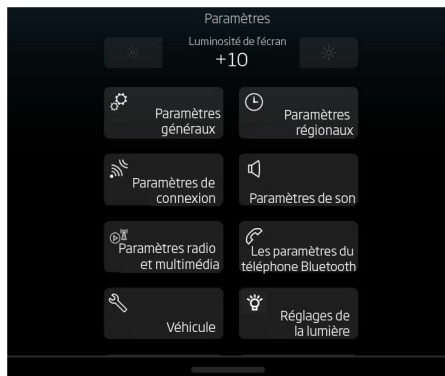 Paramètres
Luminosité de l'écran
+10
Paramètres
généraux
Paramètres
régionaux
Paramètres de
connexion
Paramètres de son
Paramètres radio
et multimédia
Les paramètres du
téléphone Bluetooth
Véhicule
Réglages de
la lumière